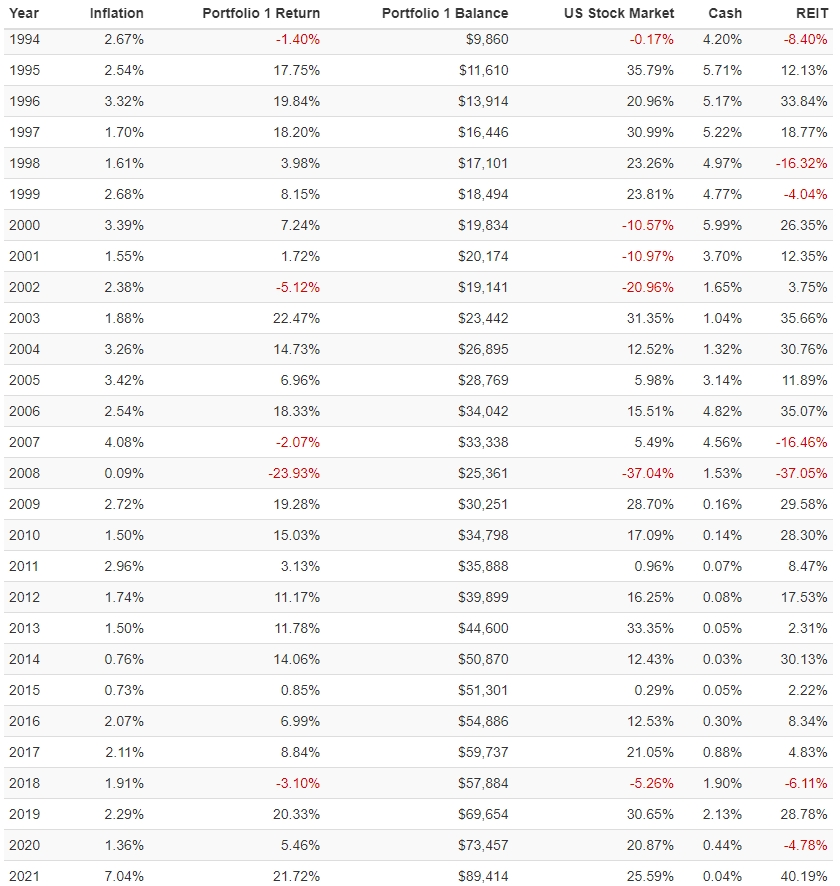 Year Inflation Portfolio 1 Return Portfolio 1 Balance US Stock Market Cash REIT
1994 2.67% -1.40% $9,860 -0.17% 4.20% -8.40%
1995 2.54% 17.75% $11,610 35.79% 5.71% 12.13%
1996 3.32% 19.84% $13,914 20.96% 5.17% 33.84%
1997 1.70% 18.20% $16,446 30.99% 5.22% 18.77%
1998 1.61% 3.98% $17,101 23.26% 4.97% -16.32%
1999 2.68% 8.15% $18,494 23.81% 4.77% -4.04%
2000 3.39% 7.24% $19,834 -10.57% 5.99% 26.35%
2001 1.55% 1.72% $20,174 -10.97% 3.70% 12.35%
2002 2.38% -5.12% $19,141 -20.96% 1.65% 3.75%
2003 1.88% 22.47% $23,442 31.35% 1.04% 35.66%
2004 3.26% 14.73% $26,895 12.52% 1.32% 30.76%
2005 3.42% 6.96% $28,769 5.98% 3.14% 11.89%
2006 2.54% 18.33% $34,042 15.51% 4.82% 35.07%
2007 4.08% -2.07% $33,338 5.49% 4.56% -16.46%
2008 0.09% -23.93% $25,361 -37.04% 1.53% -37.05%
2009 2.72% 19.28% $30,251 28.70% 0.16% 29.58%
2010 1.50% 15.03% $34,798 17.09% 0.14% 28.30%
2011 2.96% 3.13% $35,888 0.96% 0.07% 8.47%
2012 1.74% 11.17% $39,899 16.25% 0.08% 17.53%
2013 1.50% 11.78% $44,600 33.35% 0.05% 2.31%
2014 0.76% 14.06% $50,870 12.43% 0.03% 30.13%
2015 0.73% 0.85% $51,301 0.29% 0.05% 2.22%
2016 2.07% 6.99% $54,886 12.53% 0.30% 8.34%
2017 2.11% 8.84% $59,737 21.05% 0.88% 4.83%
2018 1.91% -3.10% $57,884 -5.26% 1.90% -6.11%
2019 2.29% 20.33% $69,654 30.65% 2.13% 28.78%
2020 1.36% 5.46% $73,457 20.87% 0.44% -4.78%
2021 7.04% 21.72% $89,414 25.59% 0.04% 40.19%